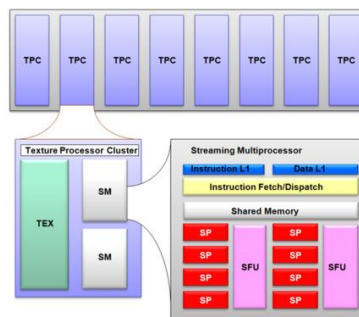 TPC TPC TPC TPC TPC TPC TPC TPC
Texture Processor Cluster
TEX
SM
SM
Streaming Multiprocessor
Instruction L1 Data L1
Instruction Fetch/Dispatch
Shared Memory
SP SP
SP SP
SFU SFU
SP SP
SP SP